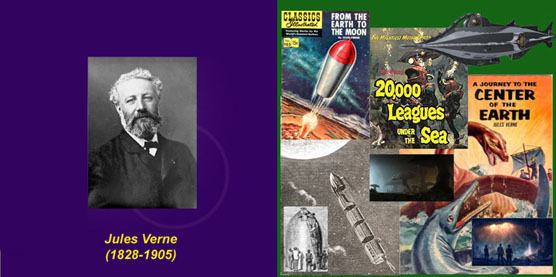 Jules Verne
(1828-1905)
CLASSICS
Illustrated
FROM THE
EARTH TO
THE MOON
20,000
Leagues
UNDER
THE
Sea
A JOURNEY TO THE
CENTER
OF THE
EARTH
JULES VERNE